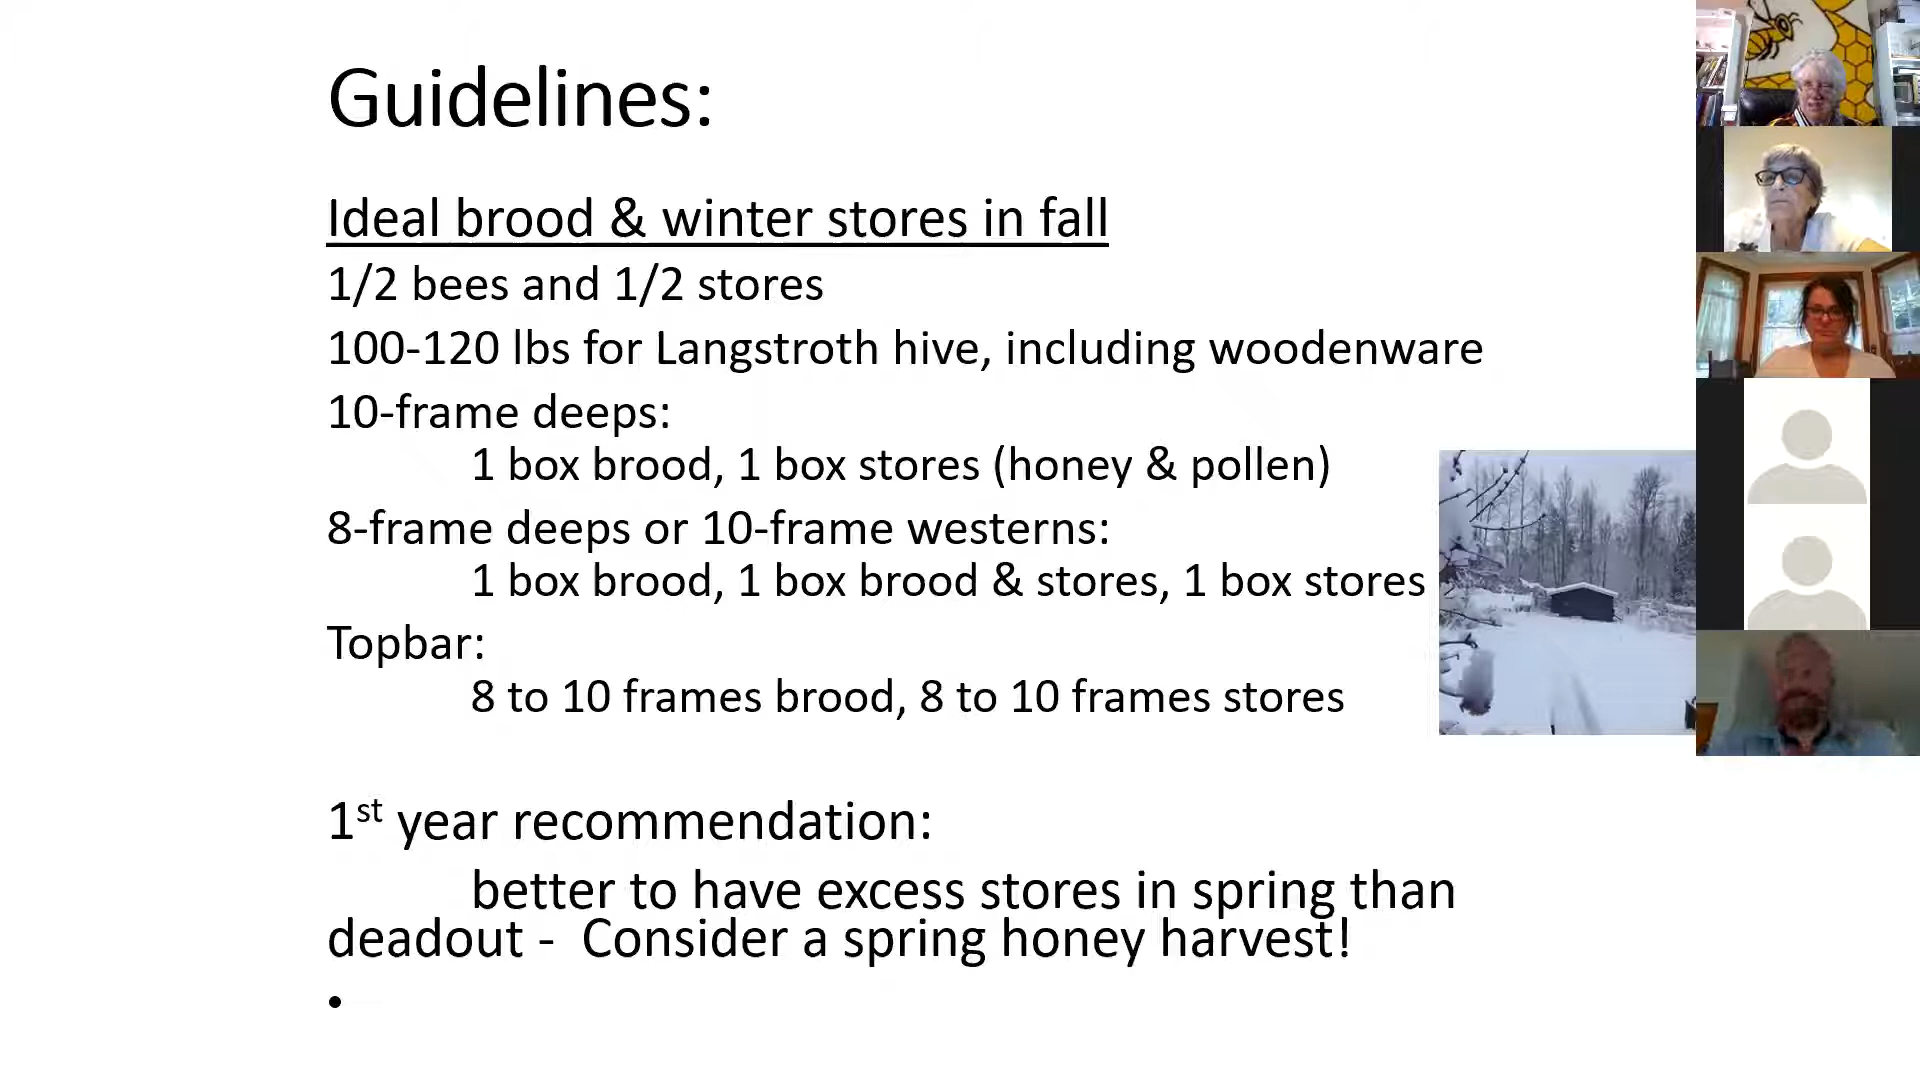 Guidelines:
Ideal brood & winter stores in fall
1/2 bees and 1/2 stores
100-120 lbs for Langstroth hive, including woodenware
10-frame deeps:
1 box brood, 1 box stores (honey & pollen)
8-frame deeps or 10-frame westerns:
1 box brood, 1 box brood & stores, 1 box stores
Topbar:
8 to 10 frames brood, 8 to 10 frames stores
1st year recommendation:
better to have excess stores in spring than
deadout -  Consider a spring honey harvest!
•